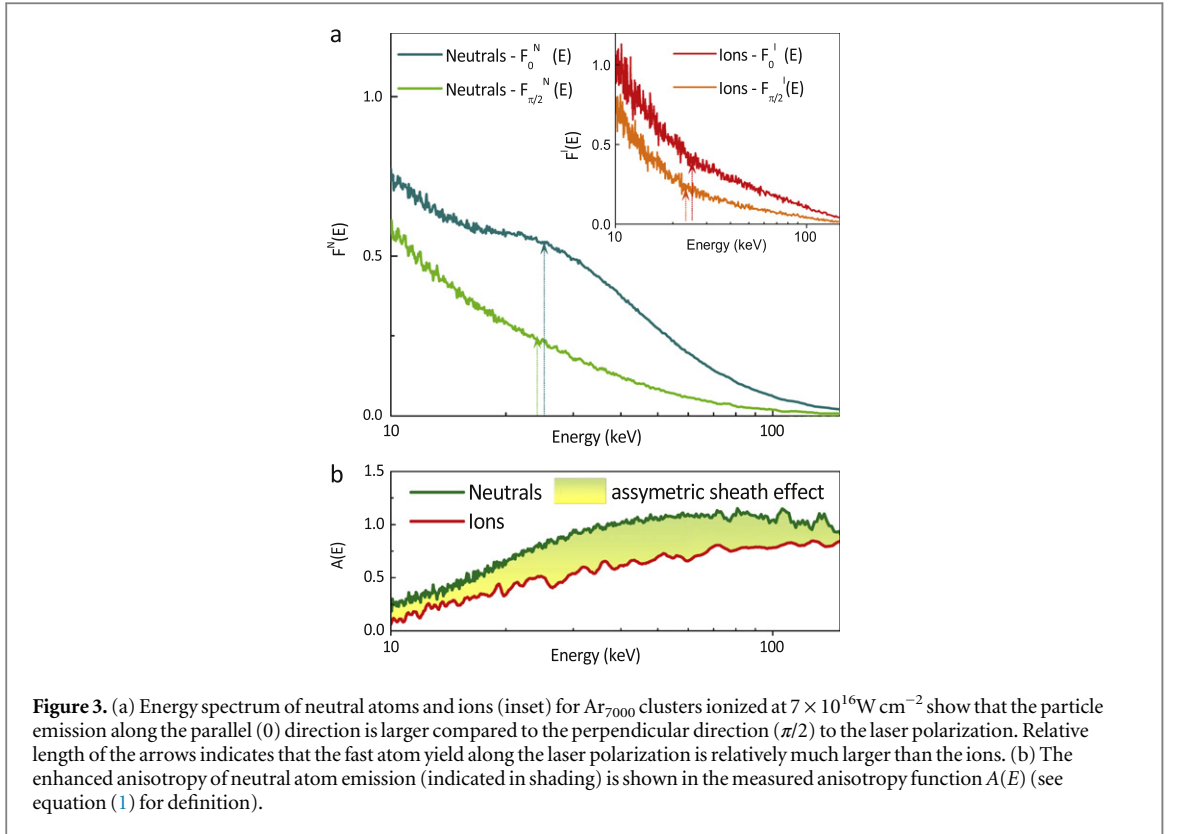 a
Neutrals - F₀ᴺ (E)
Neutrals - F_π/2ᴺ (E)
1.0
0.5
0.0
Fᴺ(E)
10
100
Energy (keV)
Ions - F₀ᴵ (E)
Ions - F_π/2ᴵ(E)
1.0
0.5
0.0
Fᴵ(E)
10
100
Energy (keV)
b
1.5
1.0
0.5
0.0
A(E)
Neutrals
assymetric sheath effect
Ions
10
100
Energy (keV)
Figure 3. (a) Energy spectrum of neutral atoms and ions (inset) for Ar₇₀₀₀ clusters ionized at 7 × 10¹⁶W cm⁻² show that the particle
emission along the parallel (0) direction is larger compared to the perpendicular direction (π/2) to the laser polarization. Relative
length of the arrows indicates that the fast atom yield along the laser polarization is relatively much larger than the ions. (b) The
enhanced anisotropy of neutral atom emission (indicated in shading) is shown in the measured anisotropy function A(E) (see
equation (1) for definition).